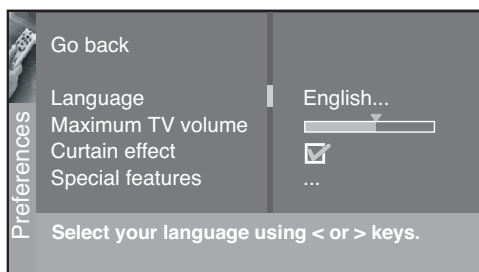 Preferences
Go back
Language English...
Maximum TV volume
Curtain effect
Special features ...
Select your language using < or > keys.